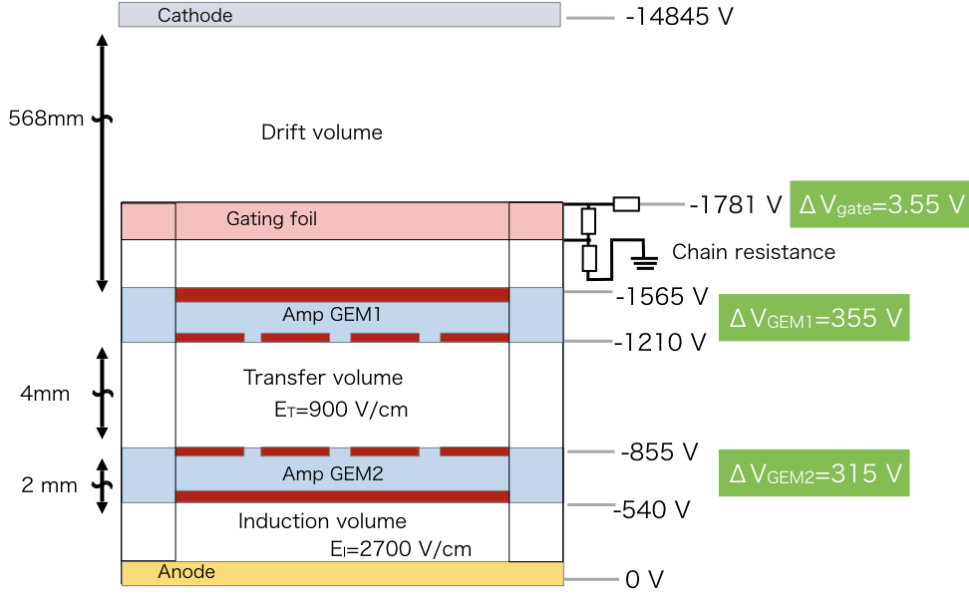 Cathode
-14845 V
568mm
Drift volume
-1781 V
ΔVgate=3.55 V
Gating foil
Chain resistance
-1565 V
Amp GEM1
ΔVGEM1=355 V
-1210 V
Transfer volume
4mm
ET=900 V/cm
-855 V
Amp GEM2
ΔVGEM2=315 V
2 mm
-540 V
Induction volume
EI=2700 V/cm
Anode
0 V